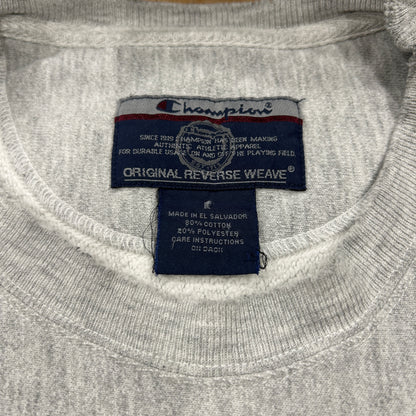 Champion®
SINCE 1919 CHAMPION HAS BEEN MAKING
AUTHENTIC ATHLETIC APPAREL
FOR DURABLE USAGE ON AND OFF THE PLAYING FIELD.
ORIGINAL REVERSE WEAVE®
MADE IN EL SALVADOR
80% COTTON
20% POLYESTER
CARE INSTRUCTIONS
ON BACK